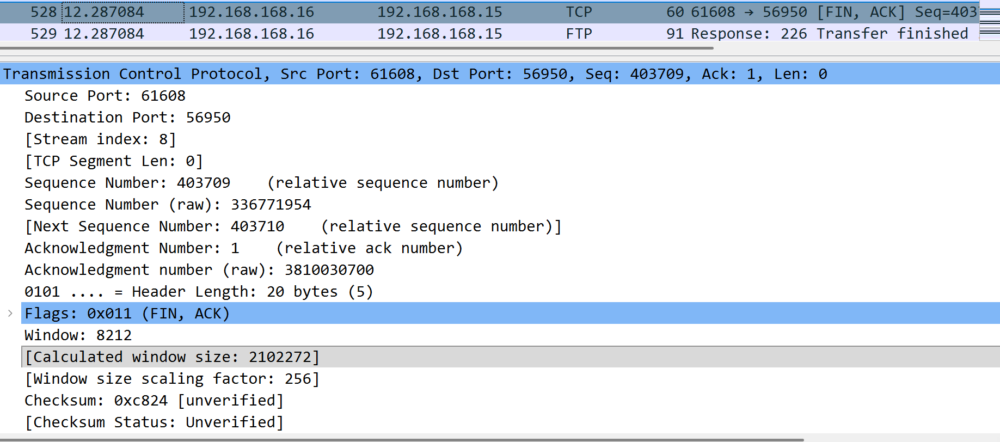 528 12.287084 192.168.168.16 192.168.168.15 TCP 60 61608 → 56950 [FIN, ACK] Seq=403
529 12.287084 192.168.168.16 192.168.168.15 FTP 91 Response: 226 Transfer finished
Transmission Control Protocol, Src Port: 61608, Dst Port: 56950, Seq: 403709, Ack: 1, Len: 0
Source Port: 61608
Destination Port: 56950
[Stream index: 8]
[TCP Segment Len: 0]
Sequence Number: 403709    (relative sequence number)
Sequence Number (raw): 336771954
[Next Sequence Number: 403710    (relative sequence number)]
Acknowledgment Number: 1    (relative ack number)
Acknowledgment number (raw): 3810030700
0101 .... = Header Length: 20 bytes (5)
Flags: 0x011 (FIN, ACK)
Window: 8212
[Calculated window size: 2102272]
[Window size scaling factor: 256]
Checksum: 0xc824 [unverified]
[Checksum Status: Unverified]